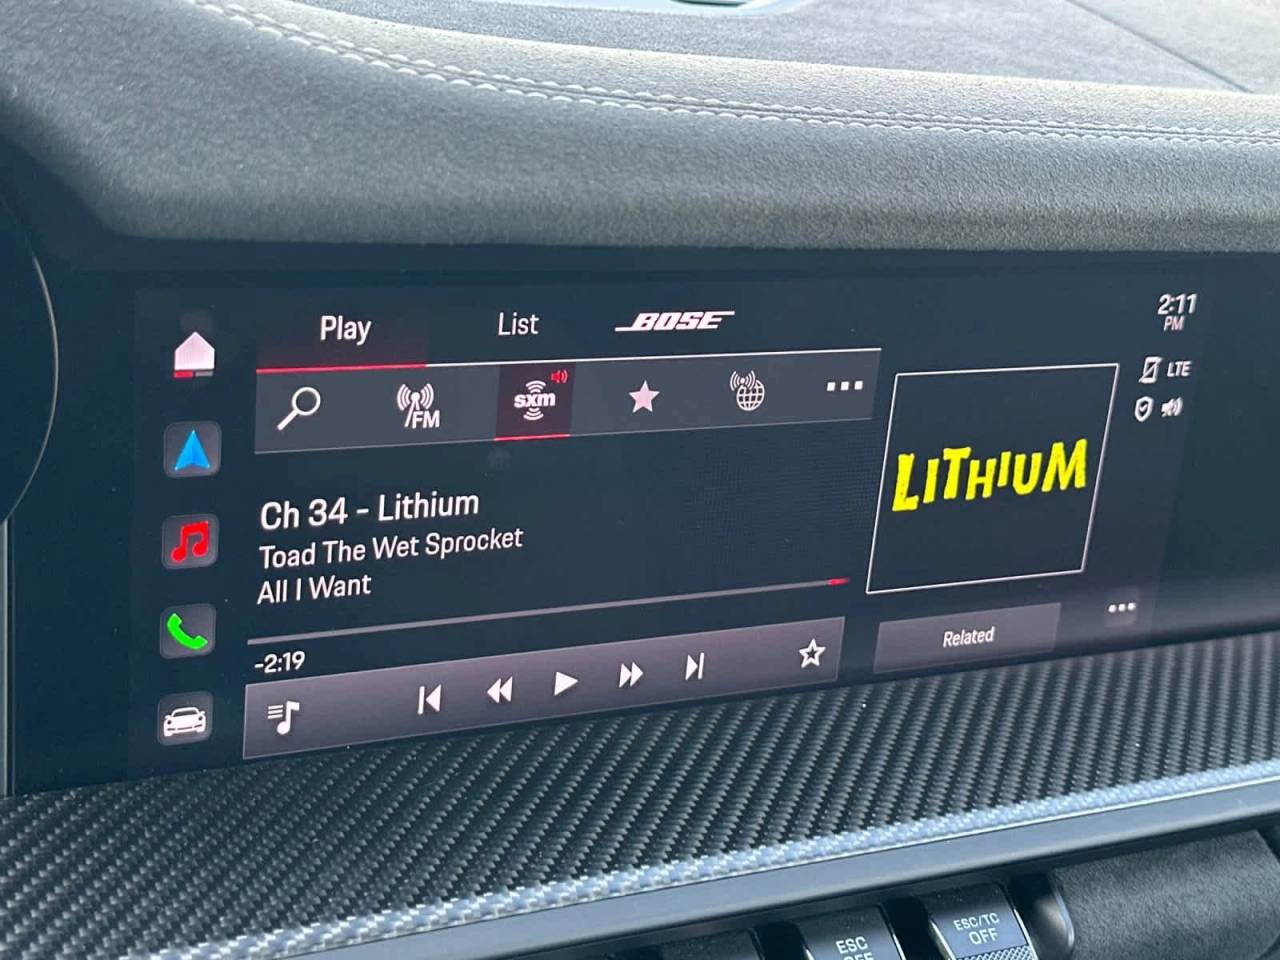 Play
List
BOSE
2:11
PM
LTE
FM
sxm
LITHIUM
Ch 34 - Lithium
Toad The Wet Sprocket
All I Want
-2:19
Related
ESC
OFF
ESC/TC
OFF